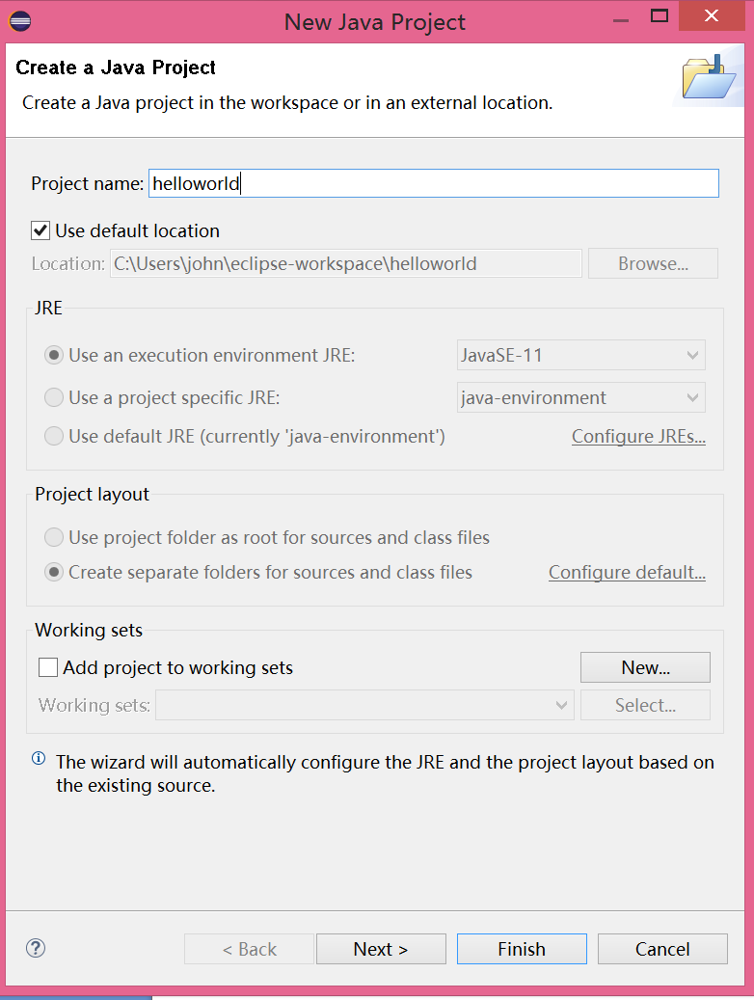 New Java Project
Create a Java Project
Create a Java project in the workspace or in an external location.
Project name: helloworld
Use default location
Location: C:\Users\john\eclipse-workspace\helloworld Browse...
JRE
Use an execution environment JRE: JavaSE-11
Use a project specific JRE: java-environment
Use default JRE (currently 'java-environment') Configure JREs...
Project layout
Use project folder as root for sources and class files
Create separate folders for sources and class files Configure default...
Working sets
Add project to working sets New...
Working sets: Select...
The wizard will automatically configure the JRE and the project layout based on
the existing source.
? < Back Next > Finish Cancel